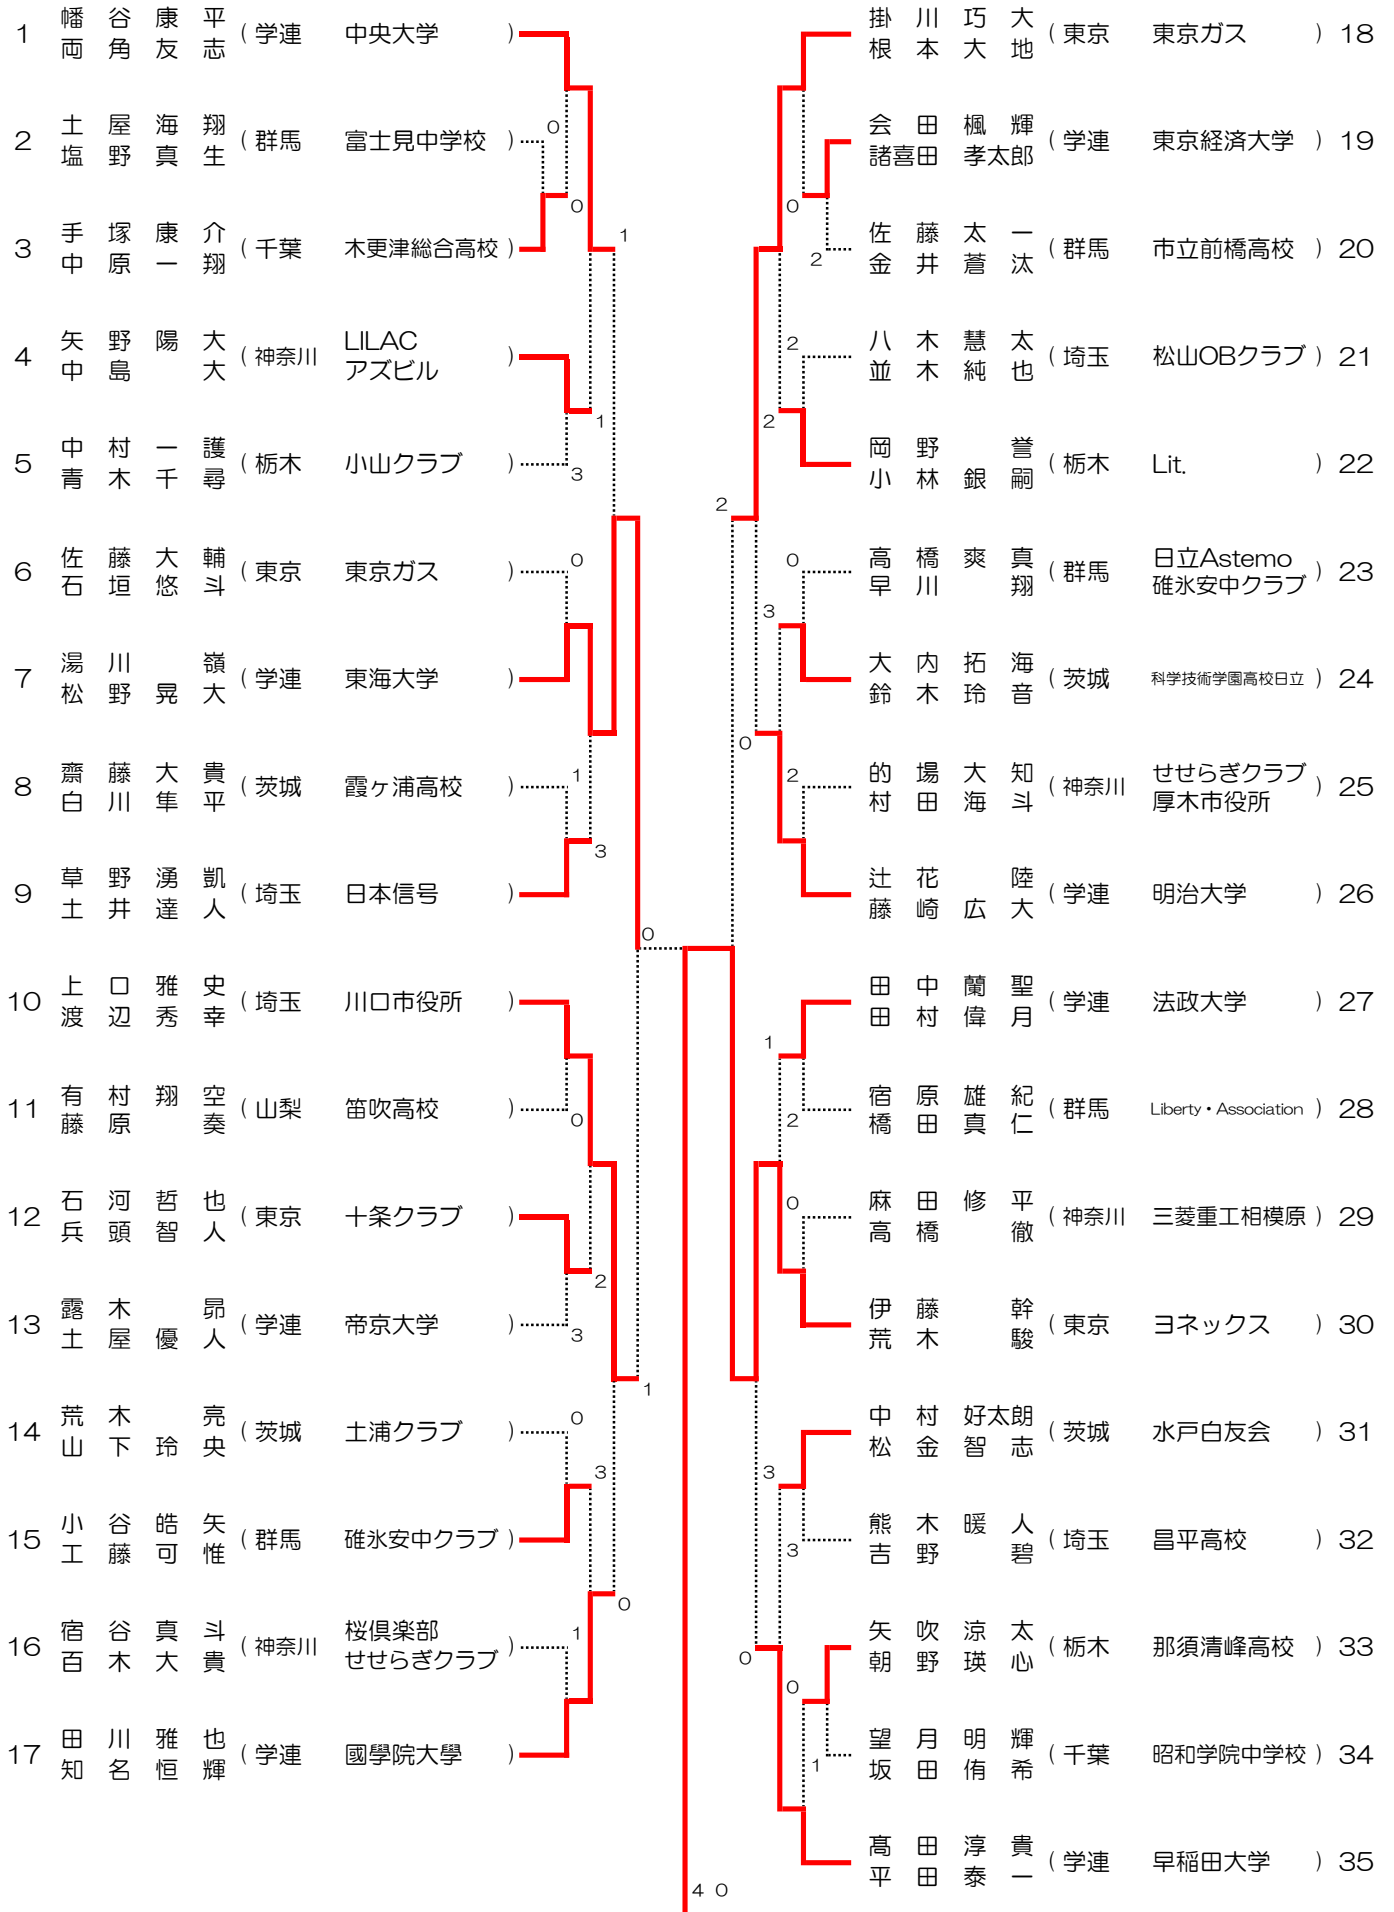 1 幡谷康平 (学連 中央大学)
両角友志
2 土屋海翔 (群馬 富士見中学校)
塩野真生
0
0
3 手塚康介 (千葉 木更津総合高校)
中原一翔
1
4 矢野陽大 (神奈川 LILAC
中島大 アズビル)
1
5 中村一護 (栃木 小山クラブ)
青木千尋
3
6 佐藤大輔 (東京 東京ガス)
石垣悠斗
0
7 湯川嶺 (学連 東海大学)
松野晃大
8 齋藤大貴 (茨城 霞ヶ浦高校)
白川隼平
1
3
9 草野湧凱 (埼玉 日本信号)
土井達人
0
10 上口雅史 (埼玉 川口市役所)
渡辺秀幸
11 有村翔空 (山梨 笛吹高校)
藤原奏
0
12 石河哲也 (東京 十条クラブ)
兵頭智人
2
13 露木昴 (学連 帝京大学)
土屋優人
3
1
14 荒木亮 (茨城 土浦クラブ)
山下玲央
0
3
15 小谷皓矢 (群馬 碓氷安中クラブ)
工藤可惟
0
16 宿谷真斗 (神奈川 桜倶楽部
百木大貴 せせらぎクラブ)
1
17 田川雅也 (学連 國學院大學)
知名恒輝
掛川巧大 (東京 東京ガス) 18
根本大地
会田楓輝 (学連 東京経済大学) 19
諸喜田孝太郎
0
佐藤太一 (群馬 市立前橋高校) 20
金井蒼汰
2
八木慧太 (埼玉 松山OBクラブ) 21
並木純也
2
2
岡野誉 (栃木 Lit.) 22
小林銀嗣
2
高橋爽真 (群馬 日立Astemo
早川翔 碓氷安中クラブ) 23
0
3
大内拓海 (茨城 科学技術学園高校日立) 24
鈴木玲音
0
的場大知 (神奈川 せせらぎクラブ
村田海斗 厚木市役所) 25
2
辻花陸 (学連 明治大学) 26
藤崎広大
田中蘭聖 (学連 法政大学) 27
田村偉月
1
宿原雄紀 (群馬 Liberty・Association) 28
橋田真仁
2
麻田修平 (神奈川 三菱重工相模原) 29
高橋徹
0
伊藤幹 (東京 ヨネックス) 30
荒木駿
中村好太朗 (茨城 水戸白友会) 31
松金智志
3
熊木暖人 (埼玉 昌平高校) 32
吉野碧
3
矢吹涼太 (栃木 那須清峰高校) 33
朝野瑛心
0
0
望月明輝 (千葉 昭和学院中学校) 34
坂田侑希
1
髙田淳貴 (学連 早稲田大学) 35
平田泰一
4 0